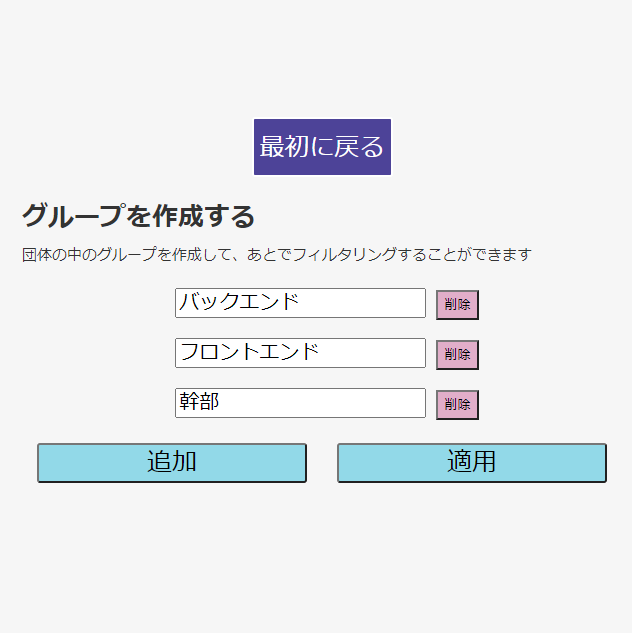 最初に戻る
グループを作成する
団体の中のグループを作成して、あとでフィルタリングすることができます
バックエンド 削除
フロントエンド 削除
幹部 削除
追加 適用